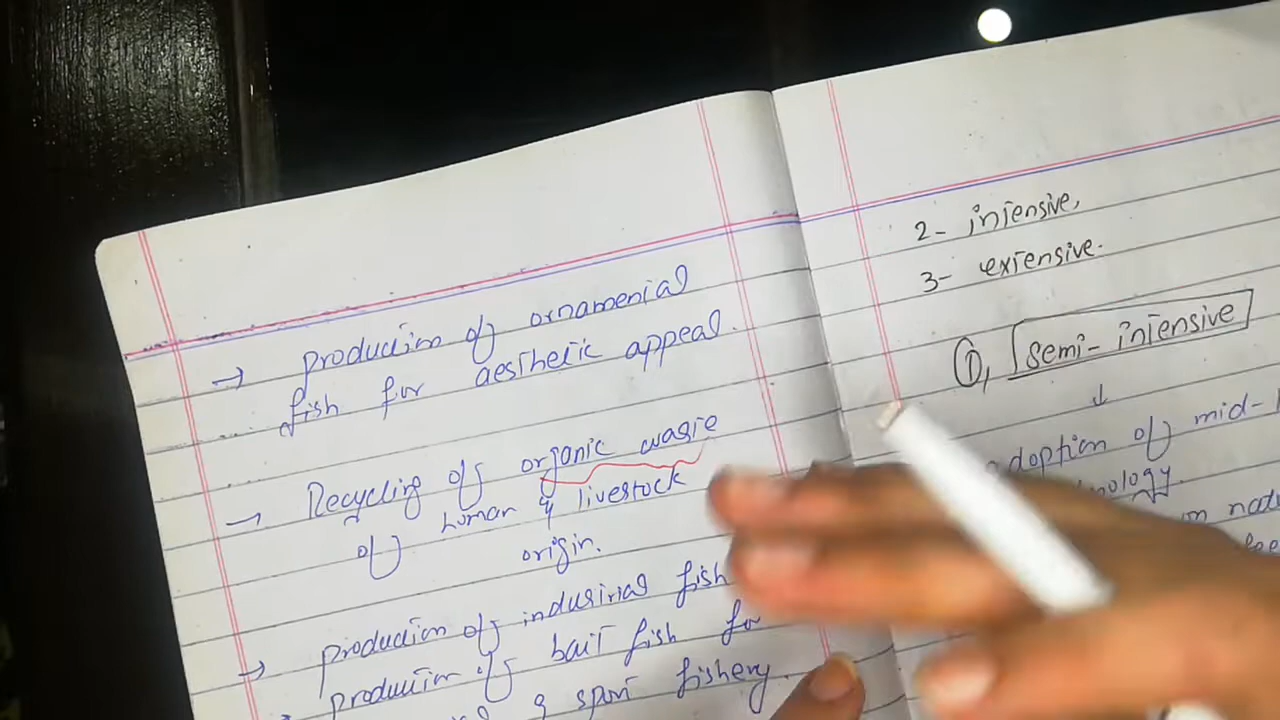 → production of ornamental
fish for aesthetic appeal.
→ Recycling of organic waste
of human & livestock
origin.
→ production of industrial fish
production of bait fish for
& sport fishery
2- intensive,
3- extensive.
①, semi-intensive
↓
adoption of mid-